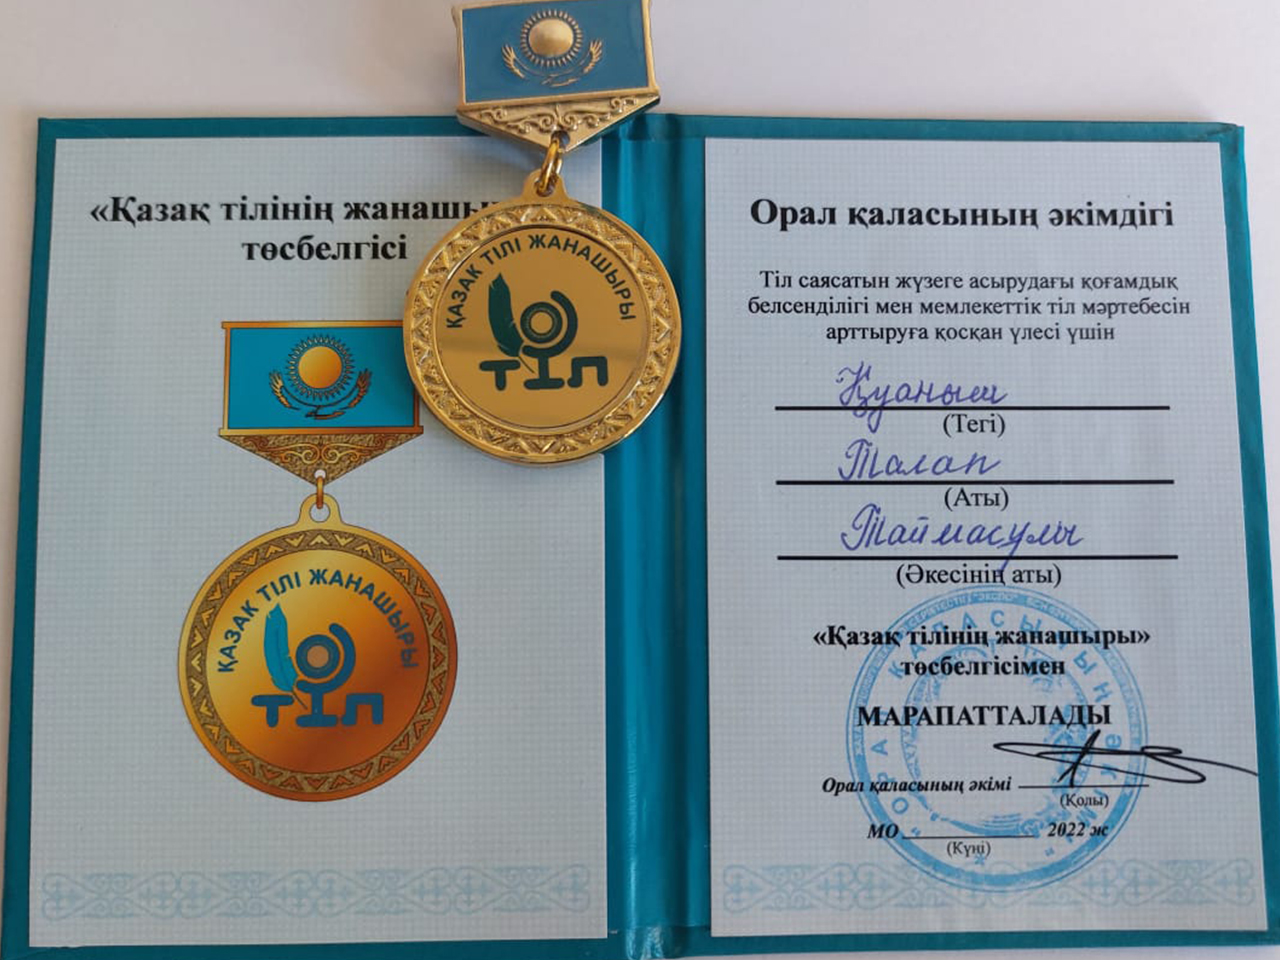 «Қазақ тілінің жанашы
төсбелгісі
ҚАЗАҚ ТІЛІ ЖАНАШЫРЫ
тіл
ҚАЗАҚ ТІЛІ ЖАНАШЫРЫ
тіл
Орал қаласының әкімдігі
Тіл саясатын жүзеге асырудағы қоғамдық
белсенділігі мен мемлекеттік тіл мәртебесін
арттыруға қосқан үлесі үшін
Қуаныш
(Тегі)
Талап
(Аты)
Таймасұлы
(Әкесінің аты)
«Қазақ тілінің жанашыры»
төсбелгісімен
МАРАПАТТАЛАДЫ
Орал қаласының әкімі
(Қолы)
МО 2022 ж
(Күні)